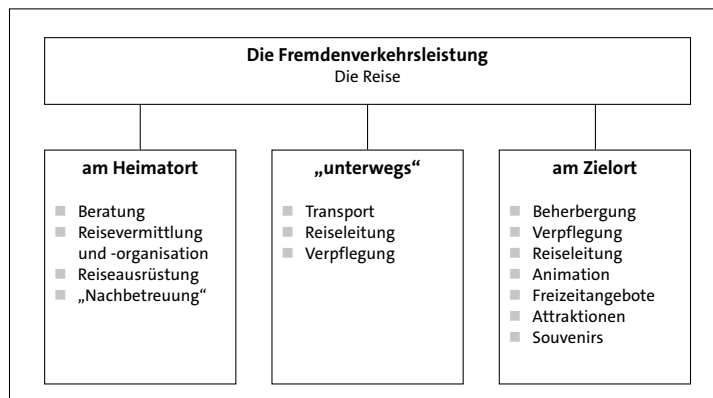 Die Fremdenverkehrsleistung
Die Reise
am Heimatort
Beratung
Reisevermittlung
und -organisation
Reiseausrüstung
„Nachbetreuung“
„unterwegs“
Transport
Reiseleitung
Verpflegung
am Zielort
Beherbergung
Verpflegung
Reiseleitung
Animation
Freizeitangebote
Attraktionen
Souvenirs